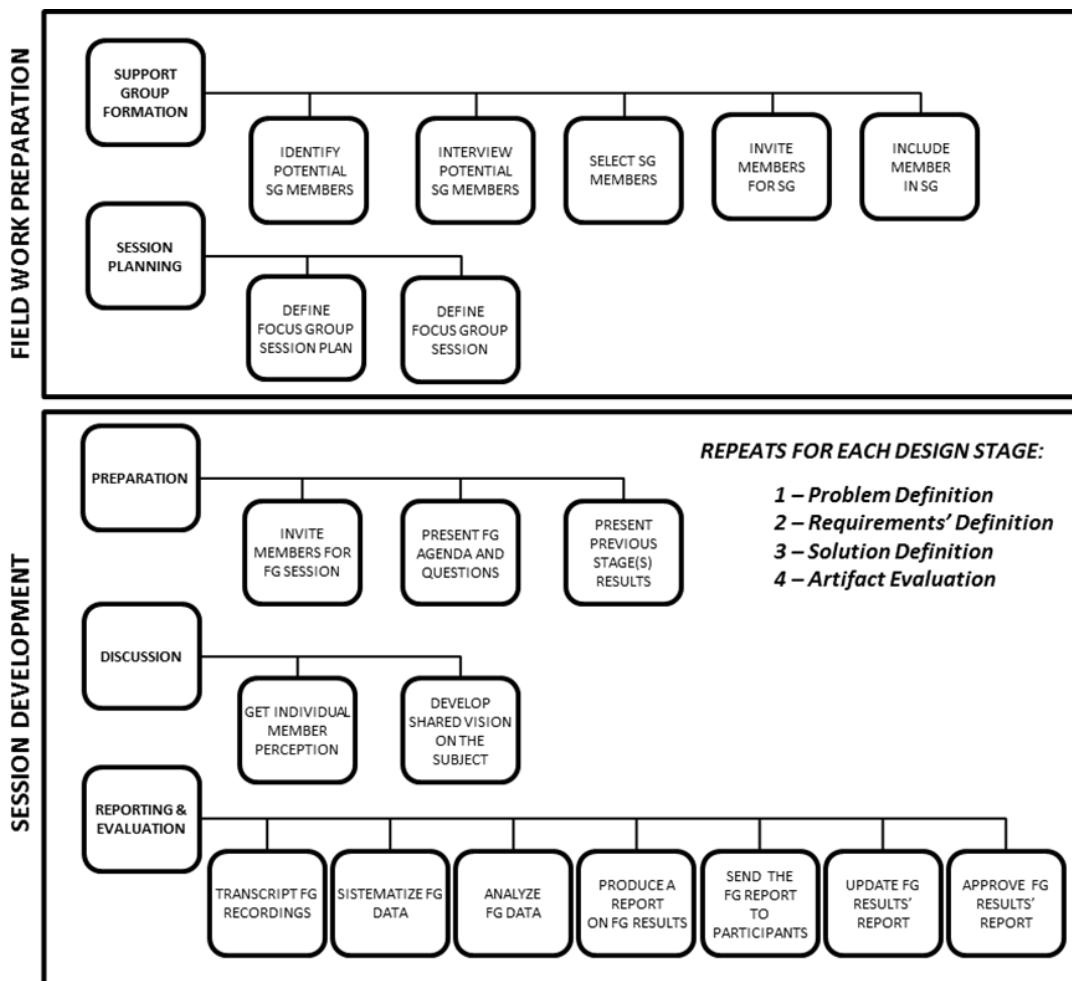 FIELD WORK PREPARATION
SUPPORT
GROUP
FORMATION
IDENTIFY
POTENTIAL
SG MEMBERS
INTERVIEW
POTENTIAL
SG MEMBERS
SELECT SG
MEMBERS
INVITE
MEMBERS
FOR SG
INCLUDE
MEMBER
IN SG
SESSION
PLANNING
DEFINE
FOCUS GROUP
SESSION PLAN
DEFINE
FOCUS GROUP
SESSION
SESSION DEVELOPMENT
PREPARATION
INVITE
MEMBERS FOR
FG SESSION
PRESENT FG
AGENDA AND
QUESTIONS
PRESENT
PREVIOUS
STAGE(S)
RESULTS
REPEATS FOR EACH DESIGN STAGE:
1 – Problem Definition
2 – Requirements’ Definition
3 – Solution Definition
4 – Artifact Evaluation
DISCUSSION
GET INDIVIDUAL
MEMBER
PERCEPTION
DEVELOP
SHARED VISION
ON THE
SUBJECT
REPORTING &
EVALUATION
TRANSCRIPT FG
RECORDINGS
SISTEMATIZE FG
DATA
ANALYZE
FG DATA
PRODUCE A
REPORT
ON FG RESULTS
SEND THE
FG REPORT
TO
PARTICIPANTS
UPDATE FG
RESULTS’
REPORT
APPROVE FG
RESULTS’
REPORT